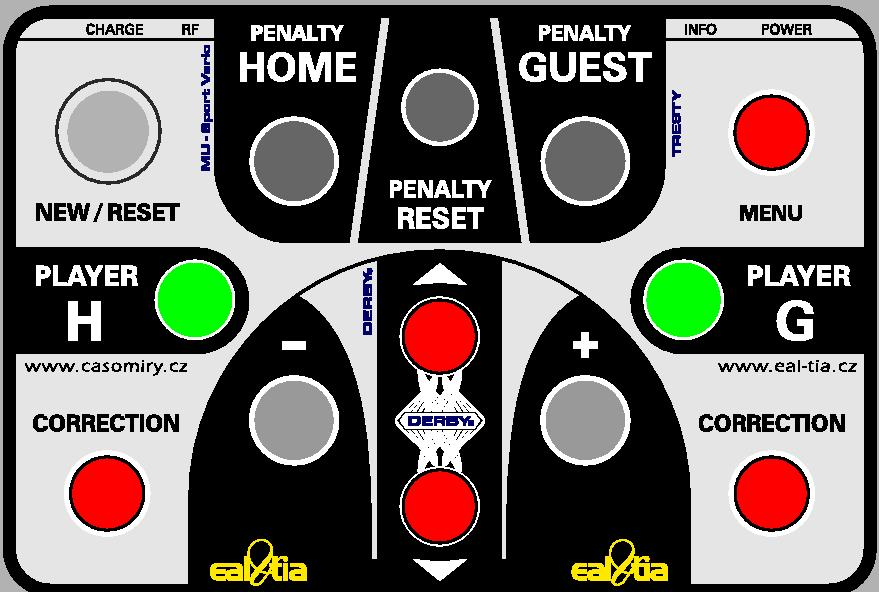 CHARGE RF
INFO POWER
PENALTY
HOME
PENALTY
RESET
PENALTY
GUEST
MU - Sport Vario
TRESTY
NEW / RESET
MENU
PLAYER
H
PLAYER
G
DERBY
-
+
www.casomiry.cz
www.eal-tia.cz
DERBY
CORRECTION
CORRECTION
ealtia
ealtia